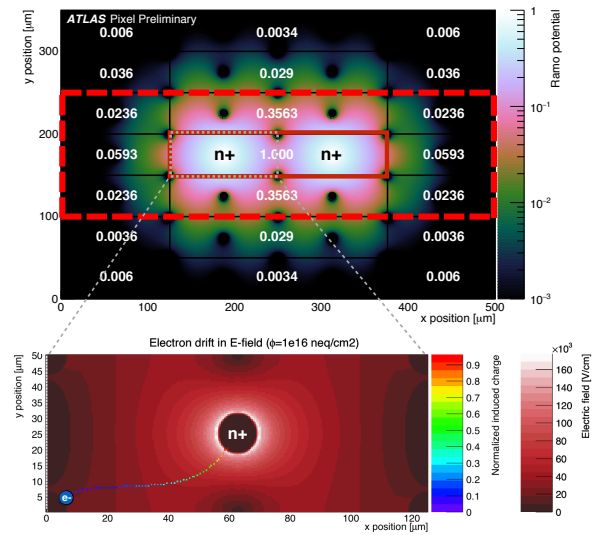 ATLAS Pixel Preliminary
y position [μm]
300
200
100
0
0.006 0.0034 0.006
0.036 0.029 0.036
0.0236 0.3563 0.0236
0.0593 n+ 1.000 n+ 0.0593
0.0236 0.3563 0.0236
0.0036 0.029 0.0036
0.006 0.0034 0.006
0 100 200 300 400 500
x position [μm]
1
10⁻¹
10⁻²
10⁻³
Ramo potential
Electron drift in E-field (ϕ=1e16 neq/cm2)
y position [μm]
50
45
40
35
30
25
20
15
10
5
n+
e-
0 20 40 60 80 100 120
x position [μm]
0.9
0.8
0.7
0.6
0.5
0.4
0.3
0.2
0.1
0
Normalized induced charge
×10³
160
140
120
100
80
60
40
20
0
Electric field [V/cm]